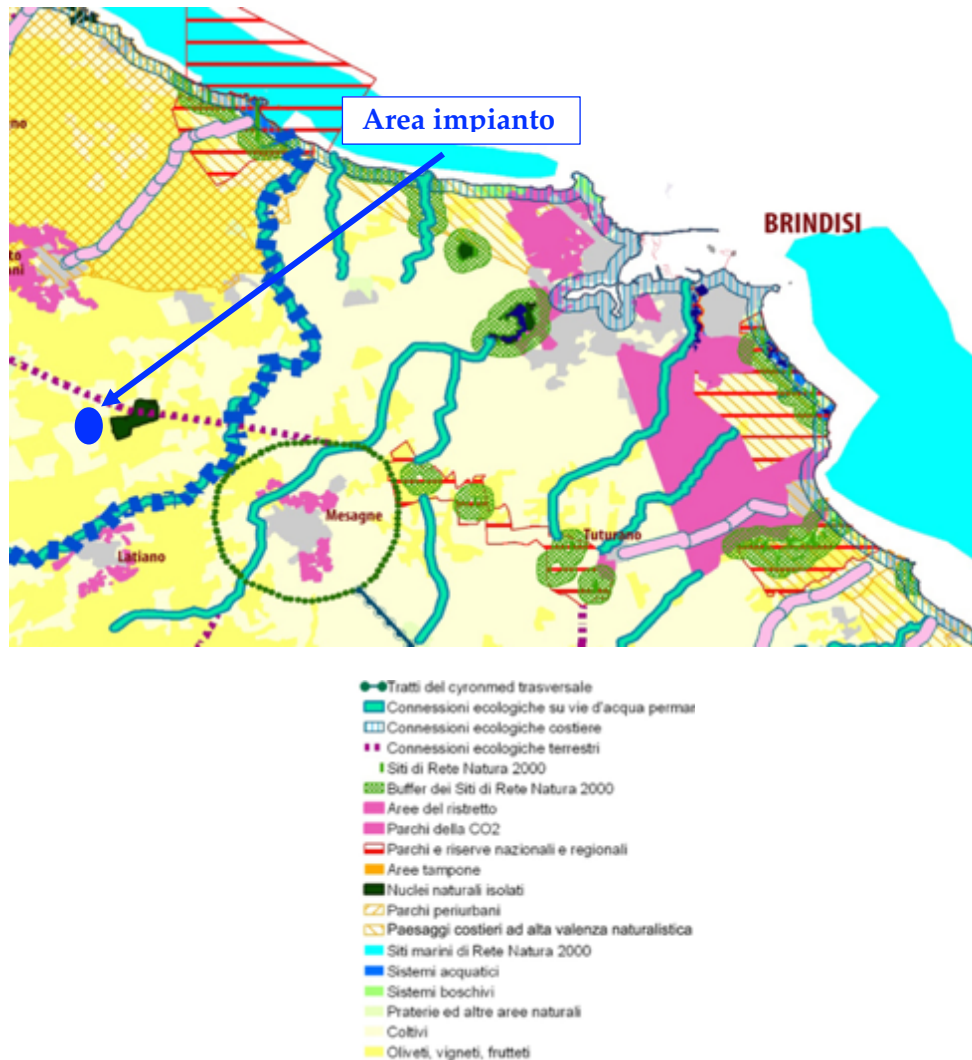 Area impianto
BRINDISI
Mesagne
Latiano
Tuturano
Tratti del cyronmed trasversale
Connessioni ecologiche su vie d'acqua permar
Connessioni ecologiche costiere
Connessioni ecologiche terrestri
Siti di Rete Natura 2000
Buffer dei Siti di Rete Natura 2000
Aree del ristretto
Parchi della CO2
Parchi e riserve nazionali e regionali
Aree tampone
Nuclei naturali isolati
Parchi periurbani
Paesaggi costieri ad alta valenza naturalistica
Siti marini di Rete Natura 2000
Sistemi acquatici
Sistemi boschivi
Praterie ed altre aree naturali
Coltivi
Oliveti, vigneti, frutteti